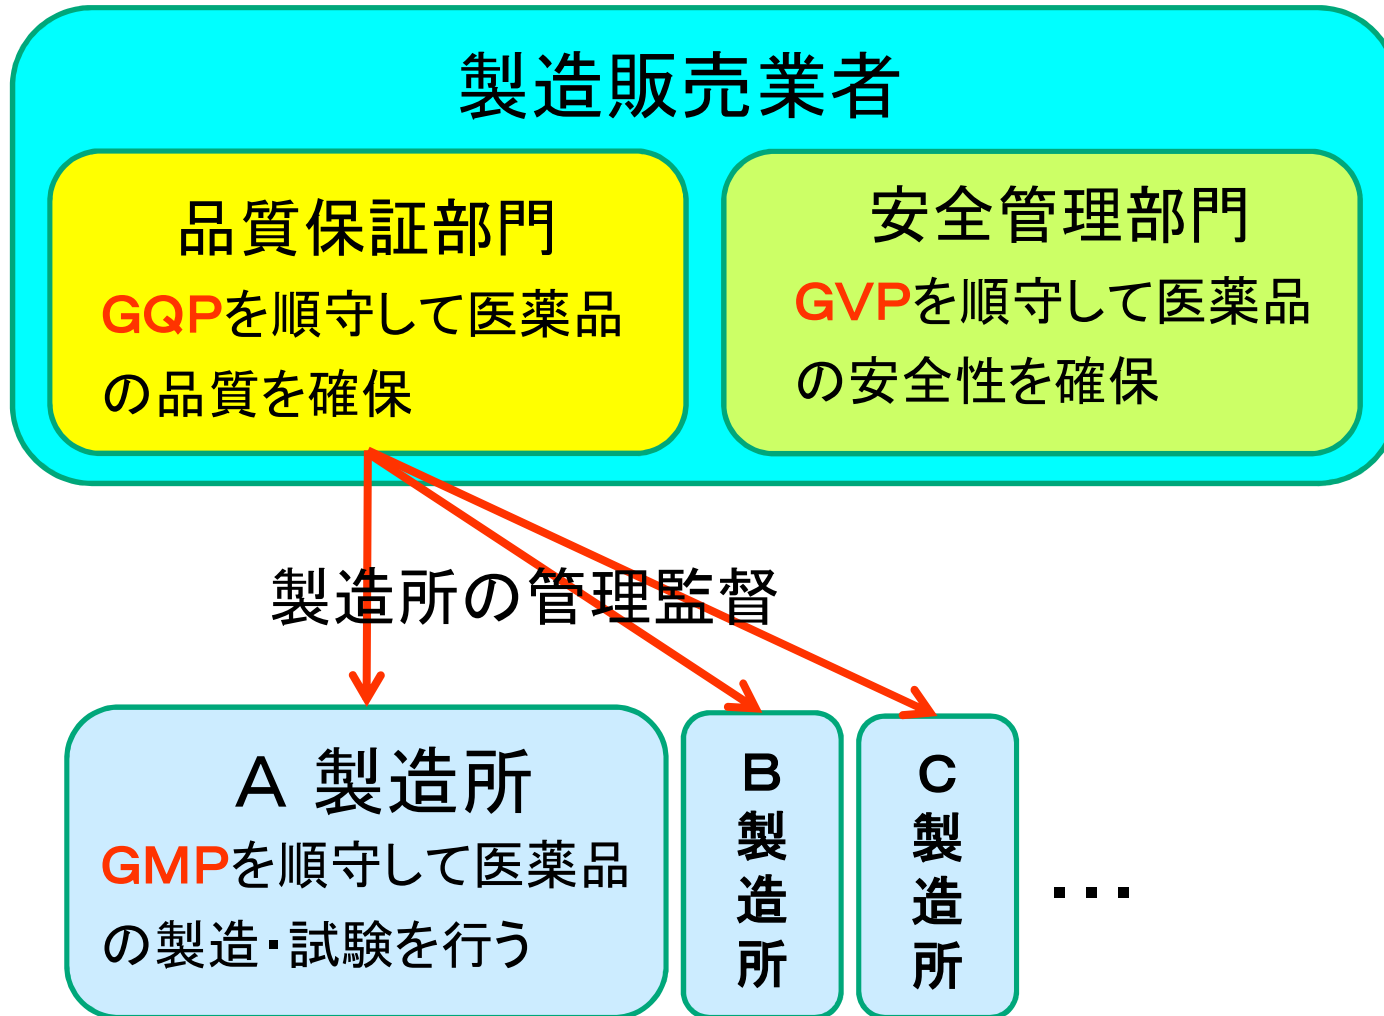 製造販売業者
品質保証部門
GQPを順守して医薬品
の品質を確保
安全管理部門
GVPを順守して医薬品
の安全性を確保
製造所の管理監督
A 製造所
GMPを順守して医薬品
の製造・試験を行う
B製造所
C製造所
・・・